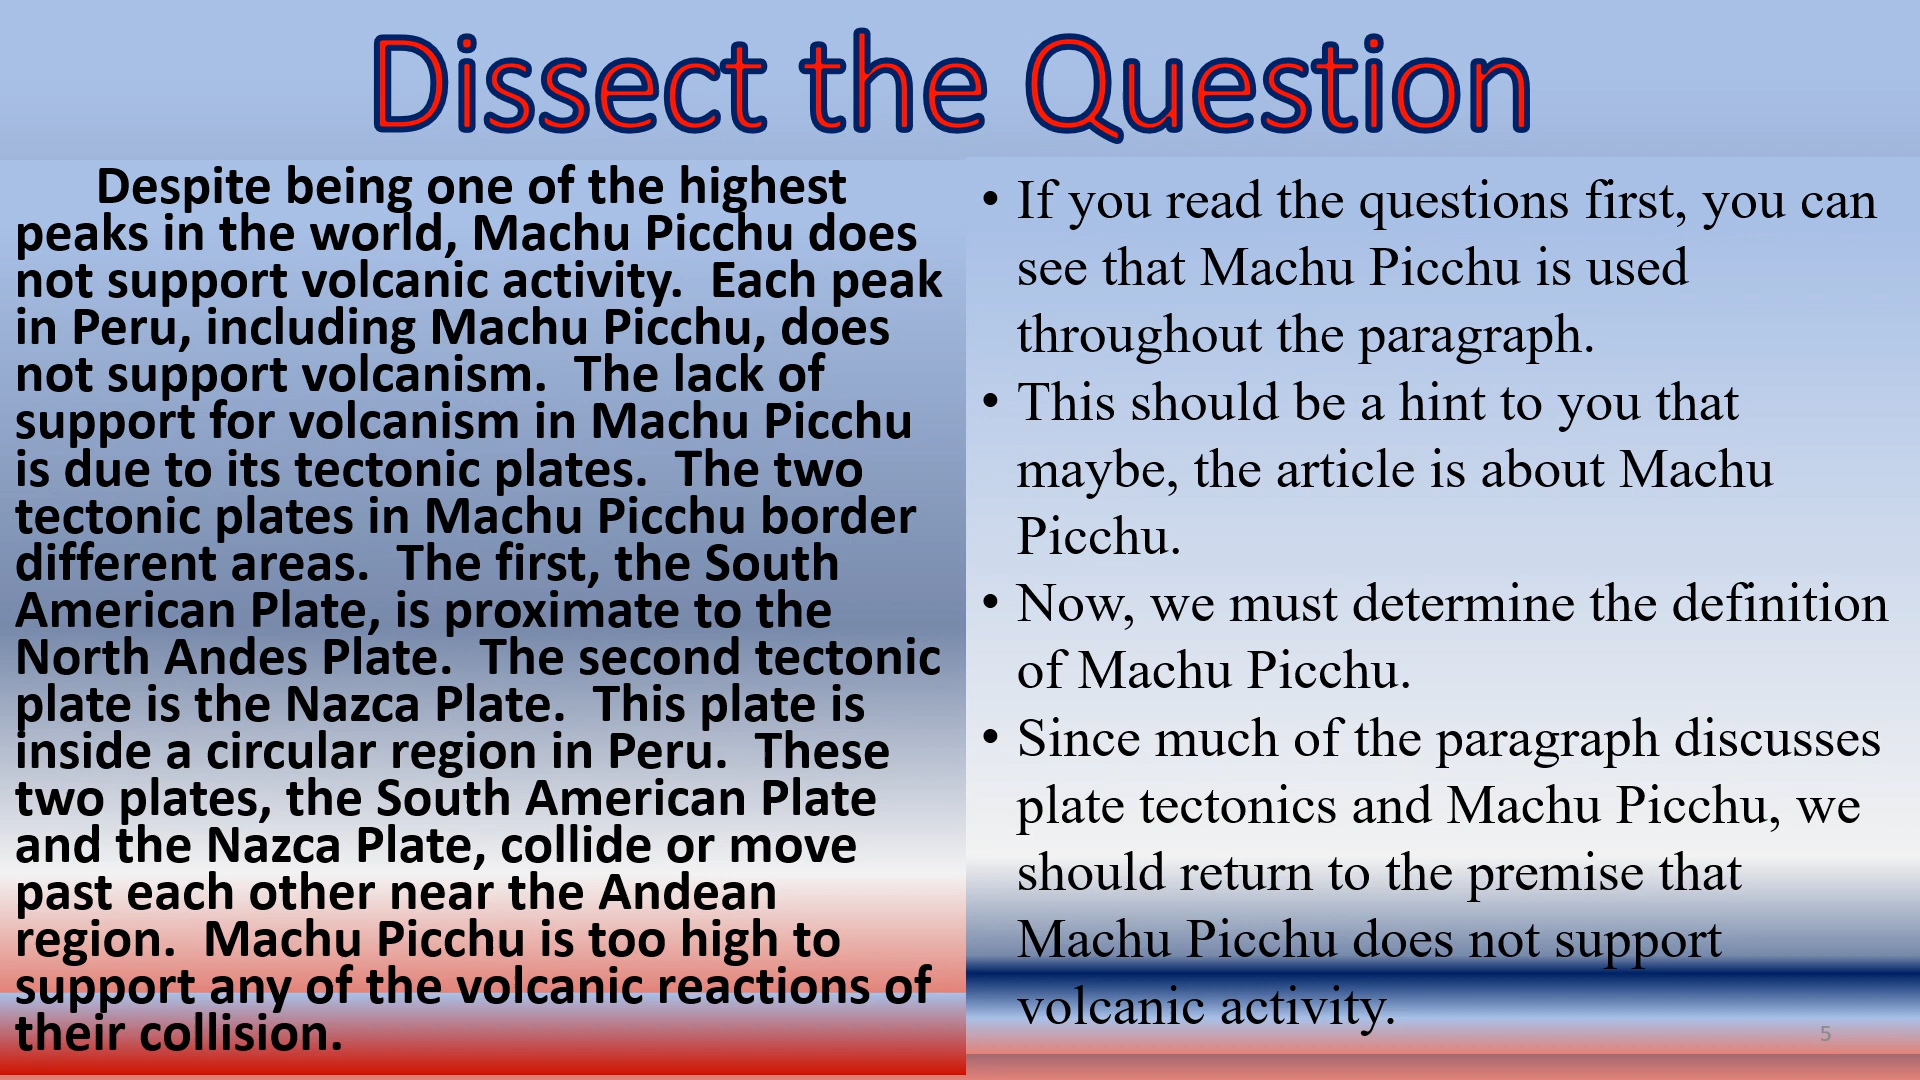 Dissect the Question
Despite being one of the highest
peaks in the world, Machu Picchu does
not support volcanic activity.  Each peak
in Peru, including Machu Picchu, does
not support volcanism.  The lack of
support for volcanism in Machu Picchu
is due to its tectonic plates.  The two
tectonic plates in Machu Picchu border
different areas.  The first, the South
American Plate, is proximate to the
North Andes Plate.  The second tectonic
plate is the Nazca Plate.  This plate is
inside a circular region in Peru.  These
two plates, the South American Plate
and the Nazca Plate, collide or move
past each other near the Andean
region.  Machu Picchu is too high to
support any of the volcanic reactions of
their collision.
• If you read the questions first, you can
see that Machu Picchu is used
throughout the paragraph.
• This should be a hint to you that
maybe, the article is about Machu
Picchu.
• Now, we must determine the definition
of Machu Picchu.
• Since much of the paragraph discusses
plate tectonics and Machu Picchu, we
should return to the premise that
Machu Picchu does not support
volcanic activity.
5